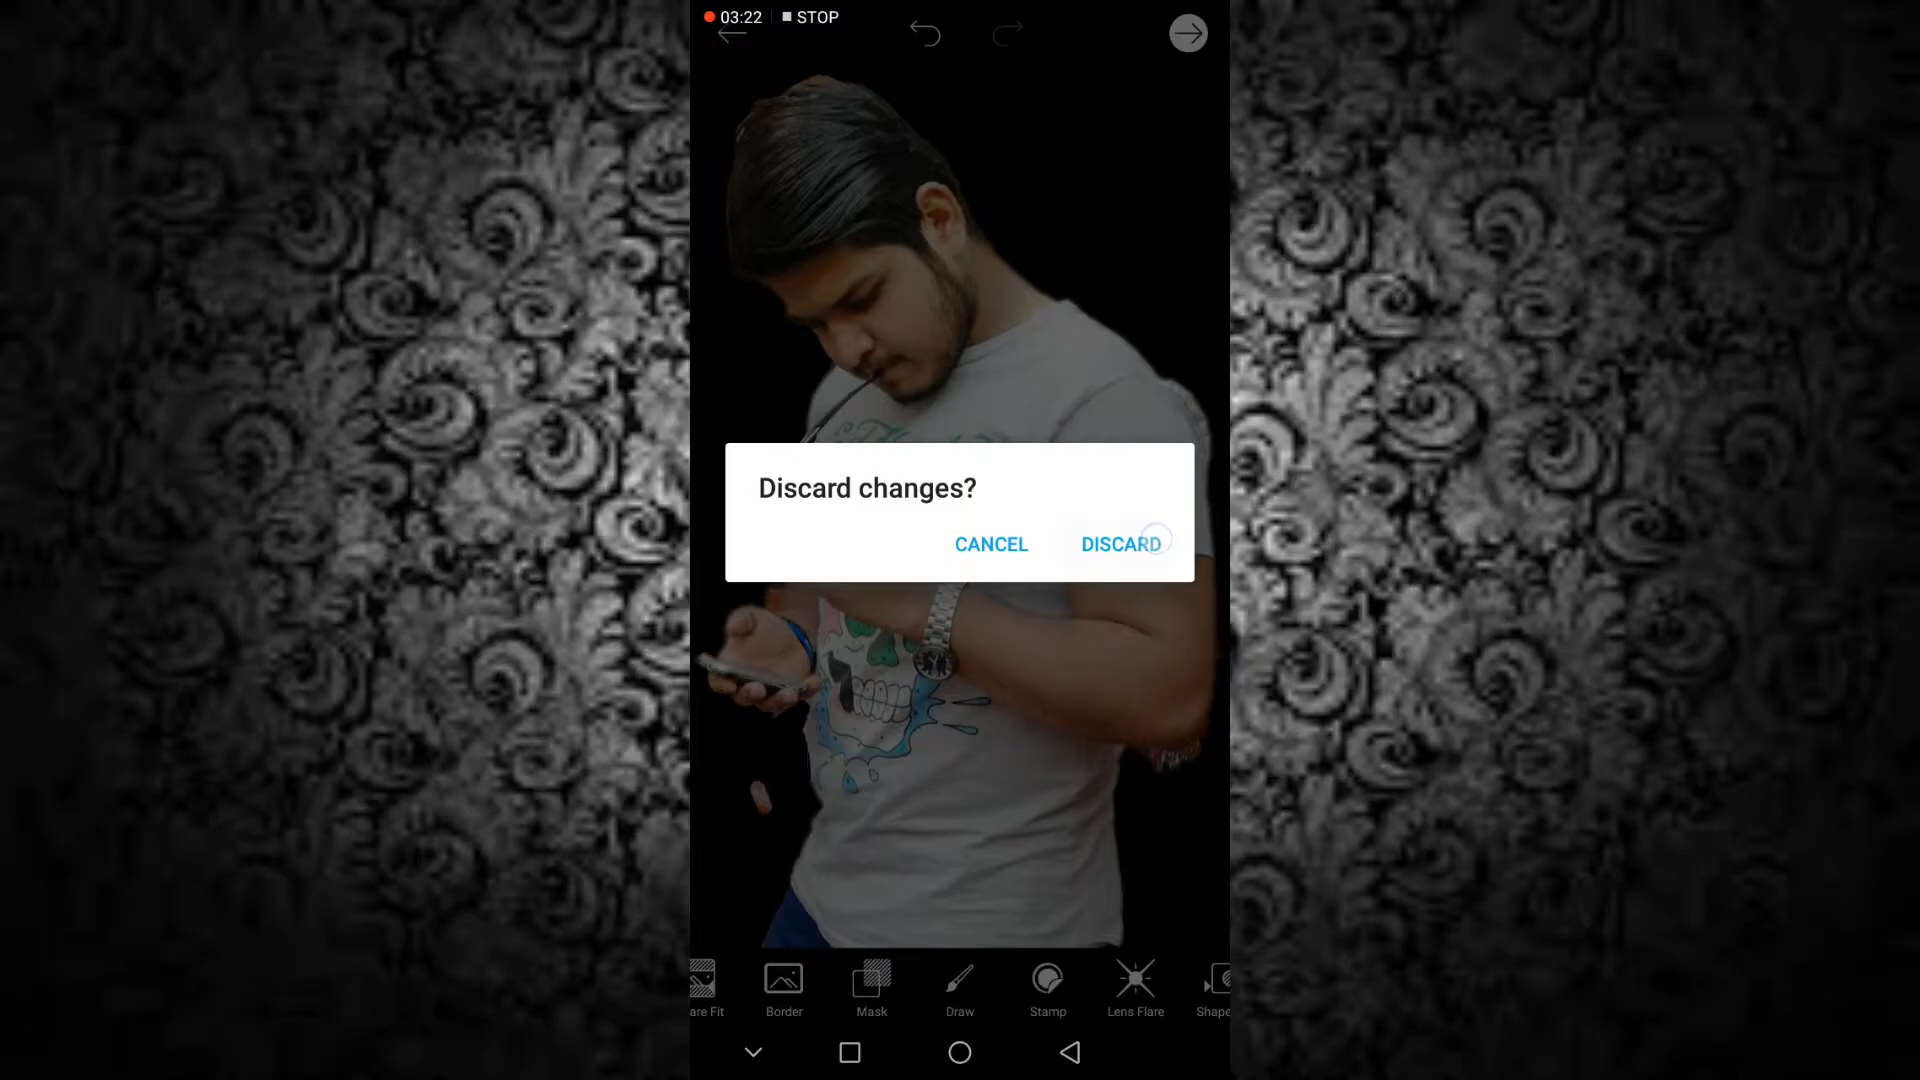 03:22 STOP
Discard changes?
CANCEL DISCARD
are Fit Border Mask Draw Stamp Lens Flare Shape